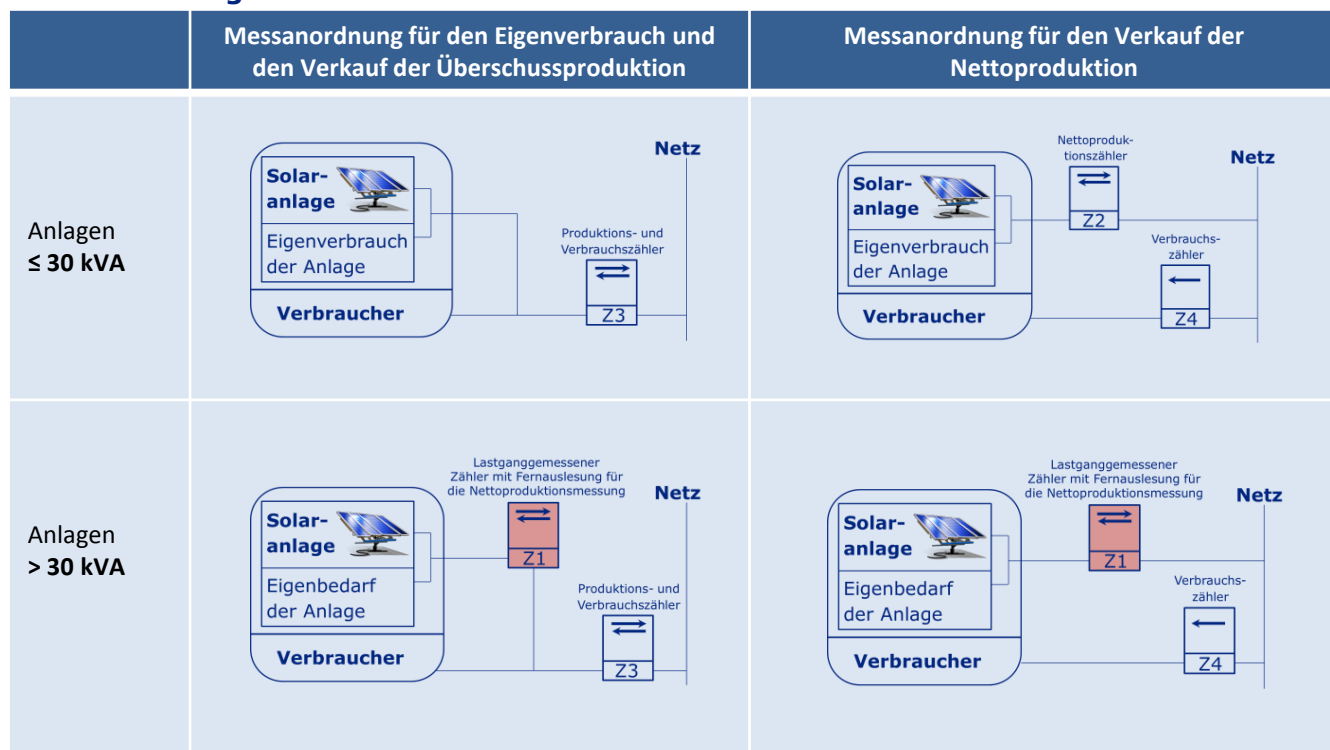 Messanordnung für den Eigenverbrauch und
den Verkauf der Überschussproduktion
Messanordnung für den Verkauf der
Nettoproduktion
Anlagen
≤ 30 kVA
Solar-
anlage
Eigenverbrauch
der Anlage
Verbraucher
Produktions- und
Verbrauchszähler
Z3
Netz
Solar-
anlage
Eigenverbrauch
der Anlage
Verbraucher
Nettoproduk-
tionszähler
Z2
Verbrauchs-
zähler
Z4
Netz
Anlagen
> 30 kVA
Solar-
anlage
Eigenbedarf
der Anlage
Verbraucher
Lastganggemessener
Zähler mit Fernauslesung für
die Nettoproduktionsmessung
Z1
Produktions- und
Verbrauchszähler
Z3
Netz
Solar-
anlage
Eigenbedarf
der Anlage
Verbraucher
Lastganggemessener
Zähler mit Fernauslesung für
die Nettoproduktionsmessung
Z1
Verbrauchs-
zähler
Z4
Netz